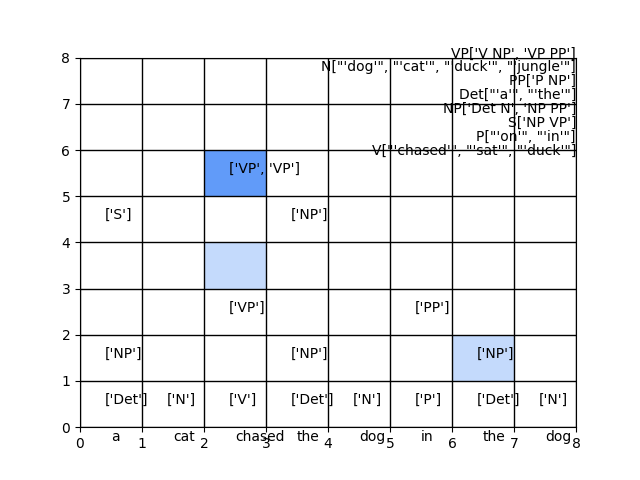 8
VP['V NP', 'VP PP']
N["'dog'", "'cat'", "'duck'", "'jungle'"]
PP['P NP']
7
Det["'a'", "'the'"]
NP['Det N', 'NP PP']
S['NP VP']
P["'on'", "'in'"]
6
V["'chased'", "'sat'", "'duck'"]
['VP', 'VP']
5
['S'] ['NP']
4
3
['VP'] ['PP']
2
['NP'] ['NP'] ['NP']
1
['Det'] ['N'] ['V'] ['Det'] ['N'] ['P'] ['Det'] ['N']
0
a cat chased the dog in the dog
0 1 2 3 4 5 6 7 8